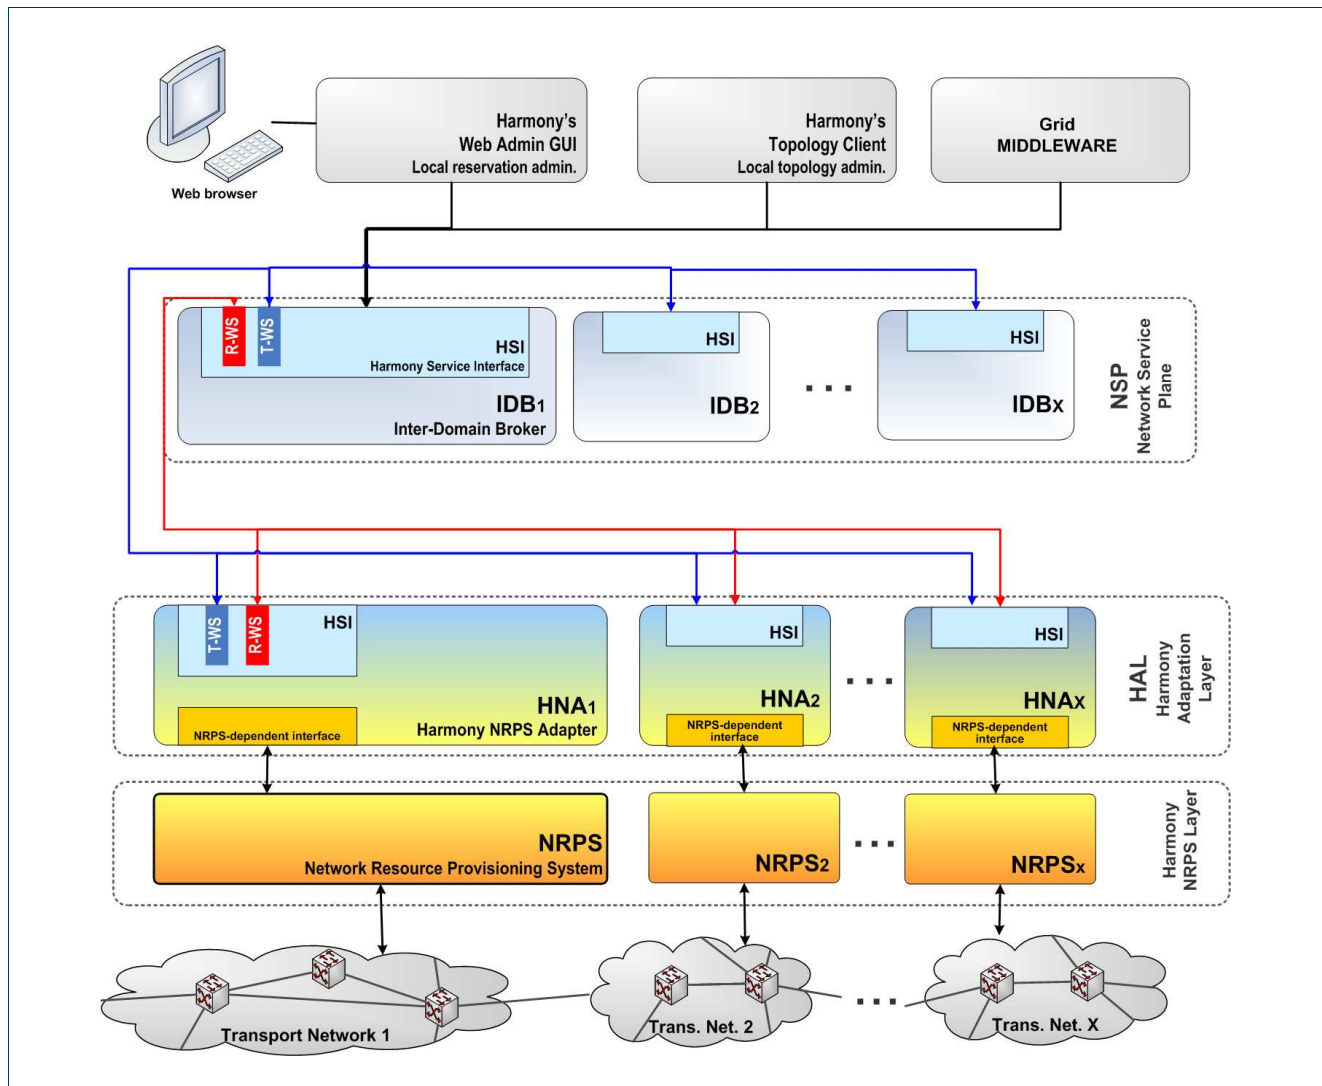 Harmony's
Web Admin GUI
Local reservation admin.
Harmony's
Topology Client
Local topology admin.
Grid
MIDDLEWARE
Web browser
R-WS
T-WS
HSI
Harmony Service Interface
IDB1
Inter-Domain Broker
HSI
IDB2
...
HSI
IDBX
NSP
Network Service
Plane
T-WS
R-WS
HSI
HNA1
Harmony NRPS Adapter
NRPS-dependent interface
HSI
HNA2
NRPS-dependent
interface
...
HSI
HNAX
NRPS-dependent
interface
HAL
Harmony
Adaptation
Layer
NRPS
Network Resource Provisioning System
NRPS2
...
NRPSX
Harmony
NRPS Layer
Transport Network 1
Trans. Net. 2
...
Trans. Net. X